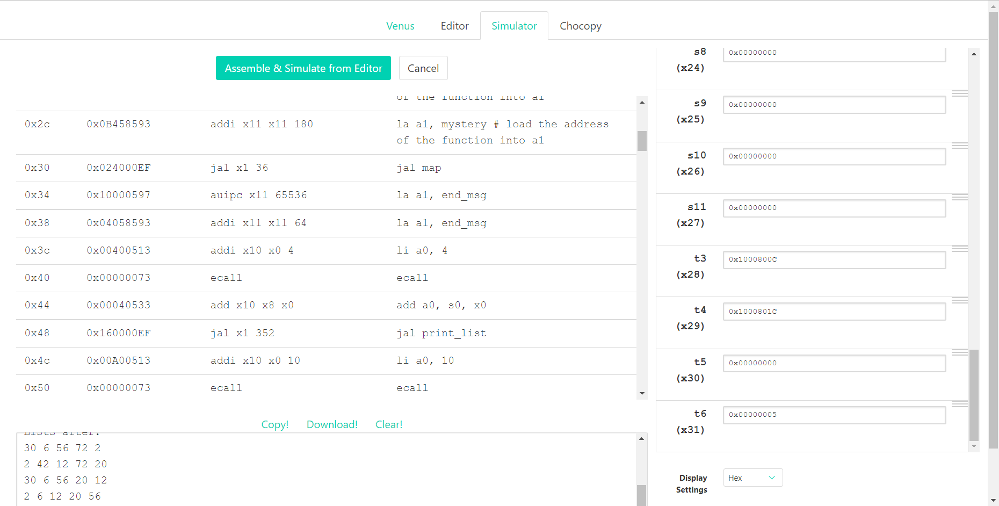 Venus Editor Simulator Chocopy
Assemble & Simulate from Editor Cancel
of the function into a1
0x2c 0x0B458593 addi x11 x11 180 la a1, mystery # load the address
of the function into a1
0x30 0x024000EF jal x1 36 jal map
0x34 0x10000597 auipc x11 65536 la a1, end_msg
0x38 0x04058593 addi x11 x11 64 la a1, end_msg
0x3c 0x00400513 addi x10 x0 4 li a0, 4
0x40 0x00000073 ecall ecall
0x44 0x00040533 add x10 x8 x0 add a0, s0, x0
0x48 0x160000EF jal x1 352 jal print_list
0x4c 0x00A00513 addi x10 x0 10 li a0, 10
0x50 0x00000073 ecall ecall
Copy! Download! Clear!
Lists after:
30 6 56 72 2
2 42 12 72 20
30 6 56 20 12
2 6 12 20 56
s8
(x24)
0x00000000
s9
(x25)
0x00000000
s10
(x26)
0x00000000
s11
(x27)
0x00000000
t3
(x28)
0x1000800C
t4
(x29)
0x1000801C
t5
(x30)
0x00000000
t6
(x31)
0x00000005
Display
Settings
Hex